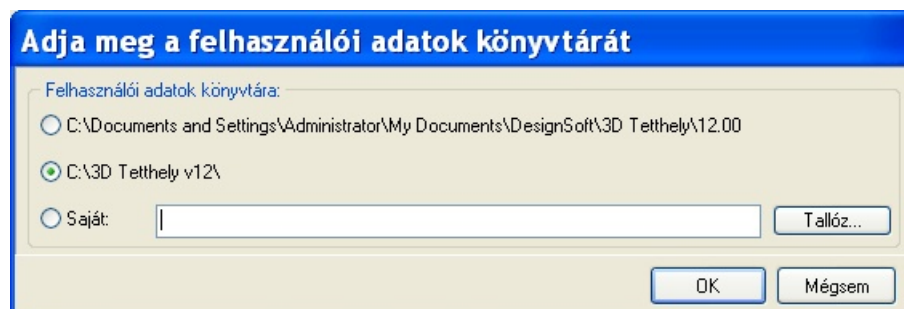 Adja meg a felhasználói adatok könyvtárát
Felhasználói adatok könyvtára:
C:\Documents and Settings\Administrator\My Documents\DesignSoft\3D Tetthely\12.00
C:\3D Tetthely v12\
Saját:
Tallóz...
OK
Mégsem